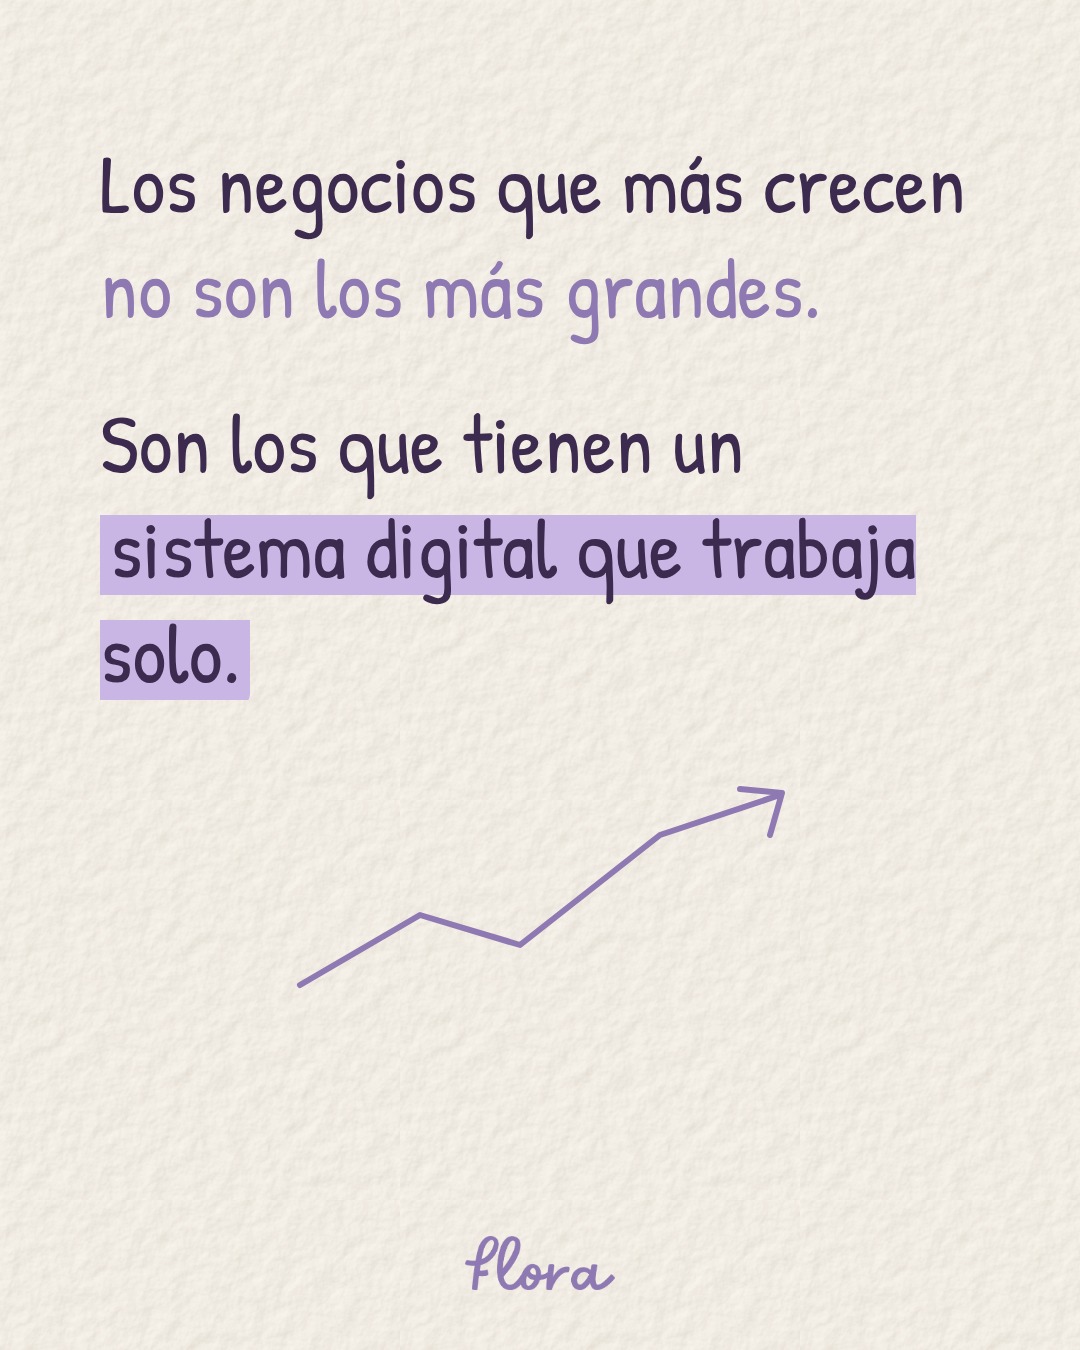 Los negocios que más crecen
no son los más grandes.
Son los que tienen un
sistema digital que trabaja
solo.
flora